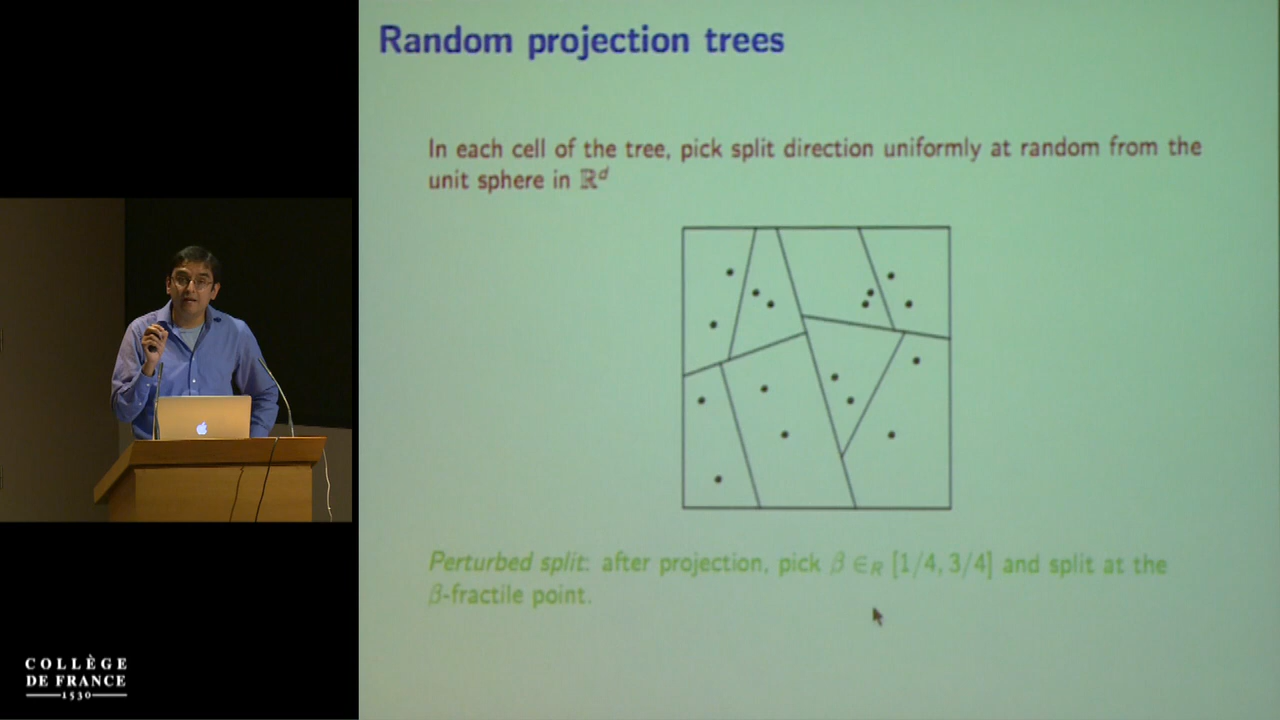 Random projection trees
In each cell of the tree, pick split direction uniformly at random from the
unit sphere in ℝᵈ
Perturbed split: after projection, pick β ∈R [1/4, 3/4] and split at the
β-fractile point.
COLLÈGE
DE FRANCE
1530